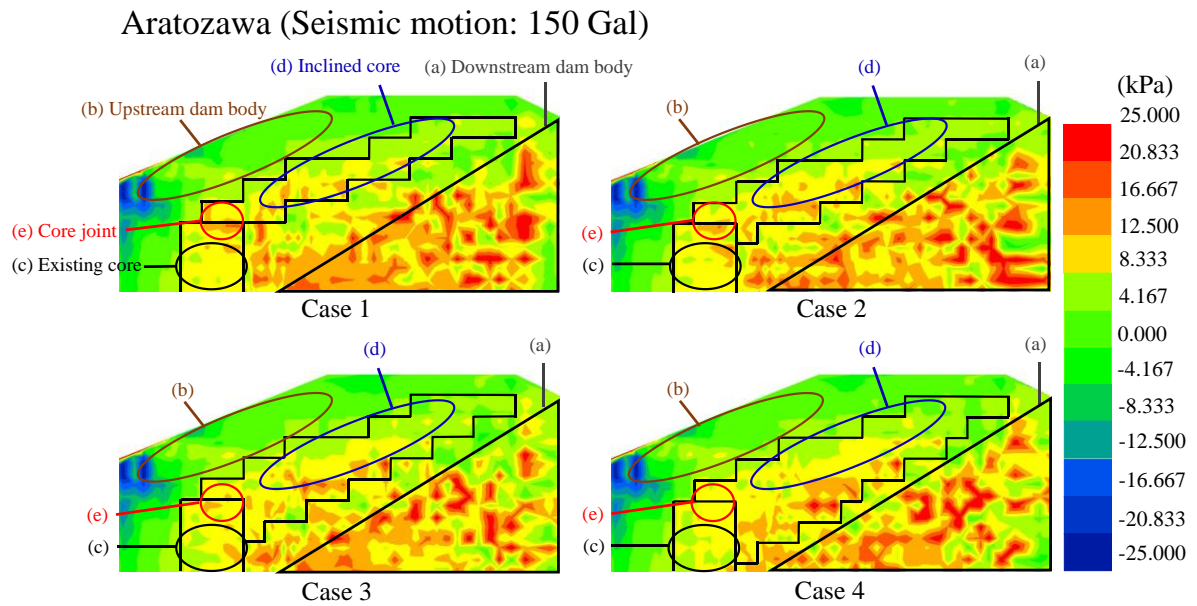 Aratozawa (Seismic motion: 150 Gal)
(d) Inclined core
(a) Downstream dam body
(b) Upstream dam body
(e) Core joint
(c) Existing core
Case 1
(d)
(a)
(b)
(e)
(c)
Case 2
(d)
(a)
(b)
(e)
(c)
Case 3
(d)
(a)
(b)
(e)
(c)
Case 4
(kPa)
25.000
20.833
16.667
12.500
8.333
4.167
0.000
-4.167
-8.333
-12.500
-16.667
-20.833
-25.000